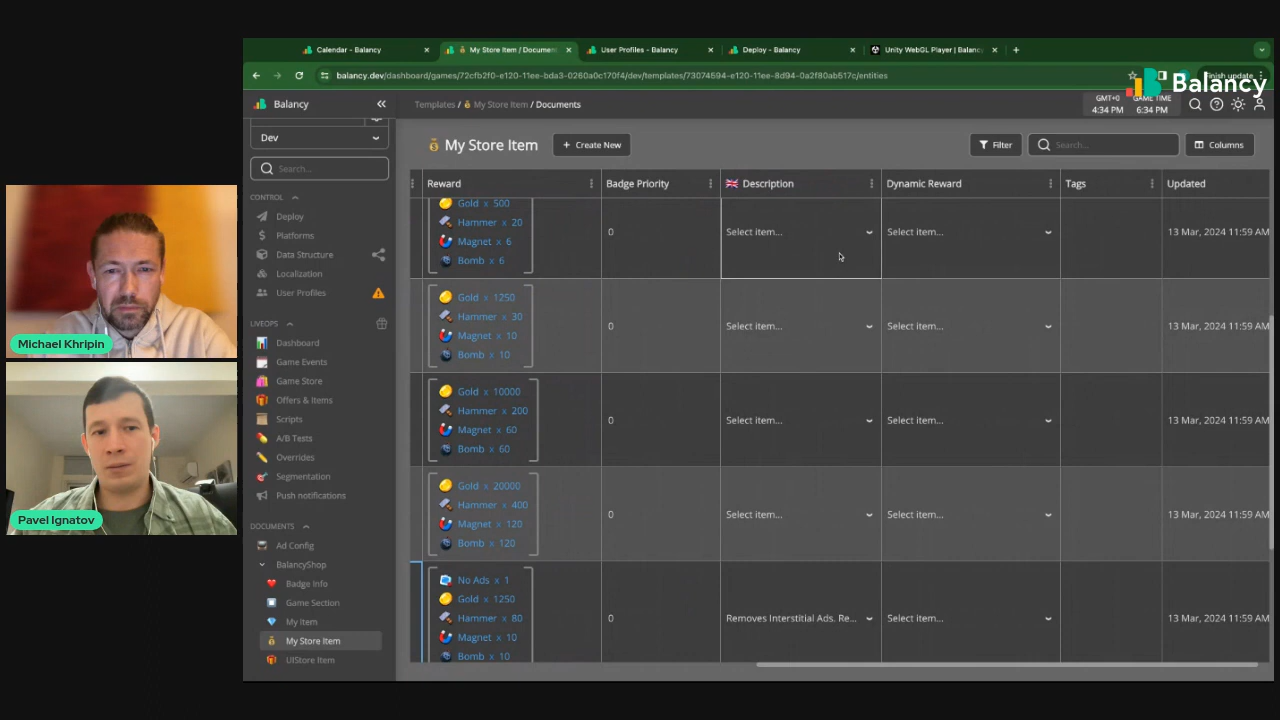 Calendar - Balancy
My Store Item / Documen
User Profiles - Balancy
Deploy - Balancy
Unity WebGL Player | Balanc
balancy.dev/dashboard/games/72cfb2f0-e120-11ee-bda3-0260a0c170f4/dev/templates/73074594-e120-11ee-8d94-0a2f80ab517c/entities
Finish update
Balancy
Balancy
Templates / My Store Item / Documents
GMT+0
4:34 PM
GAME TIME
6:34 PM
Dev
Search...
CONTROL
Deploy
Platforms
Data Structure
Localization
User Profiles
LIVEOPS
Dashboard
Game Events
Game Store
Offers & Items
Scripts
A/B Tests
Overrides
Segmentation
Push notifications
DOCUMENTS
Ad Config
BalancyShop
Badge Info
Game Section
My Item
My Store Item
UIStore Item
My Store Item
+ Create New
Filter
Search...
Columns
Reward
Badge Priority
Description
Dynamic Reward
Tags
Updated
Gold x 500
Hammer x 20
Magnet x 6
Bomb x 6
0
Select item...
Select item...
13 Mar, 2024 11:59 AM
Gold x 1250
Hammer x 30
Magnet x 10
Bomb x 10
0
Select item...
Select item...
13 Mar, 2024 11:59 AM
Gold x 10000
Hammer x 200
Magnet x 60
Bomb x 60
0
Select item...
Select item...
13 Mar, 2024 11:59 AM
Gold x 20000
Hammer x 400
Magnet x 120
Bomb x 120
0
Select item...
Select item...
13 Mar, 2024 11:59 AM
No Ads x 1
Gold x 1250
Hammer x 80
Magnet x 10
Bomb x 10
0
Removes Interstitial Ads. Re...
Select item...
13 Mar, 2024 11:59 AM
Michael Khripin
Pavel Ignatov